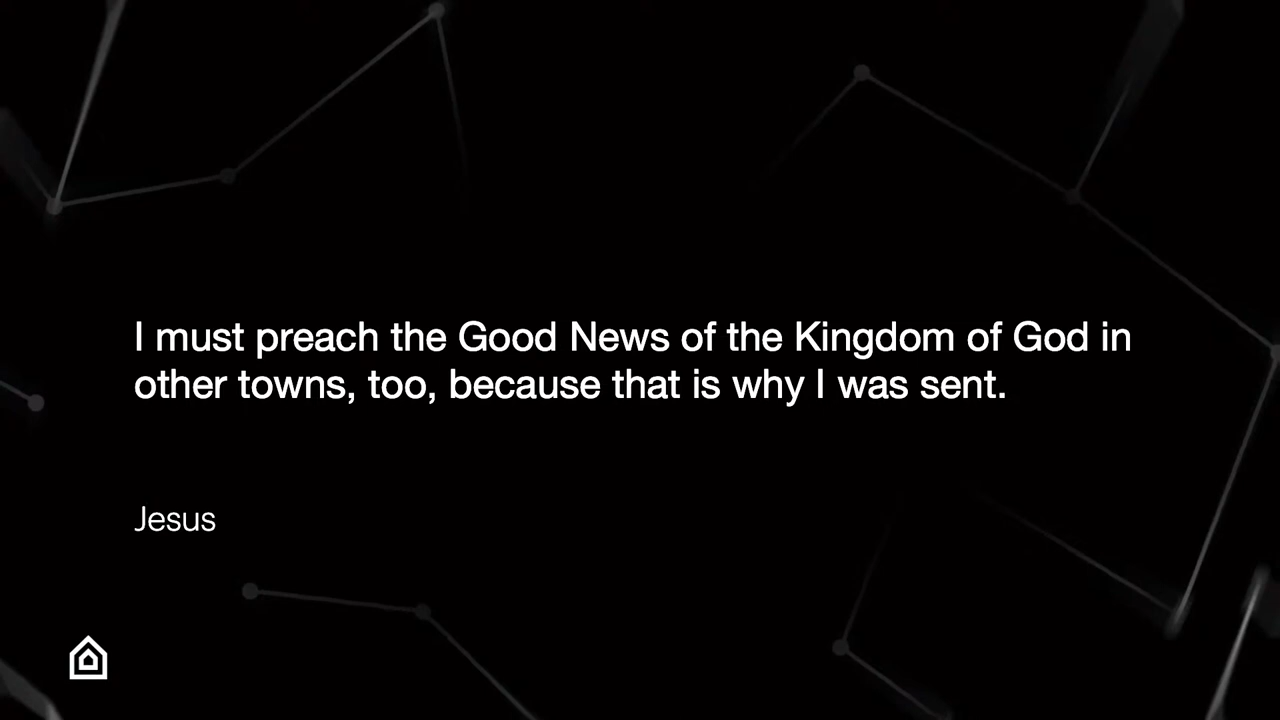 I must preach the Good News of the Kingdom of God in
other towns, too, because that is why I was sent.
Jesus